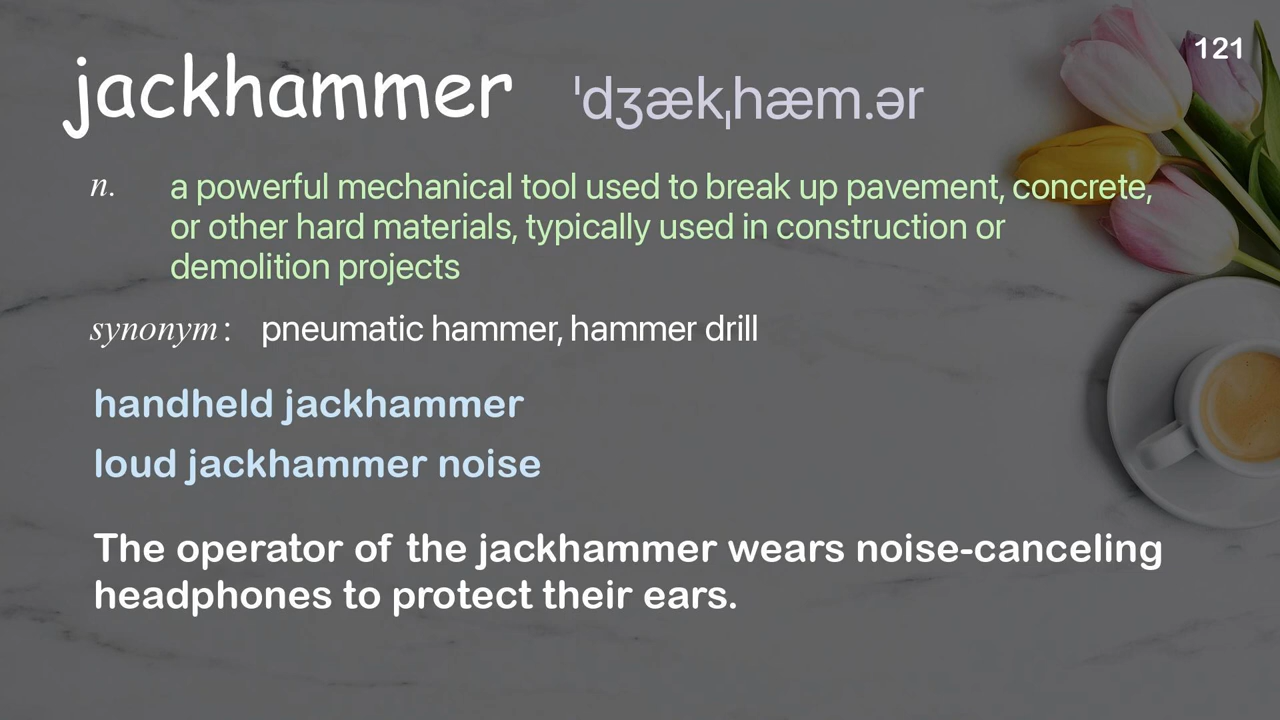 121
jackhammer ˈdʒækˌhæm.ər
n. a powerful mechanical tool used to break up pavement, concrete,
or other hard materials, typically used in construction or
demolition projects
synonym: pneumatic hammer, hammer drill
handheld jackhammer
loud jackhammer noise
The operator of the jackhammer wears noise-canceling
headphones to protect their ears.